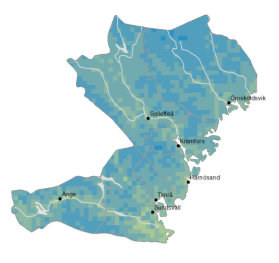 Örnsköldsvik
Sollefteå
Kramfors
Härnösand
Ånge
Timrå
Sundsvall